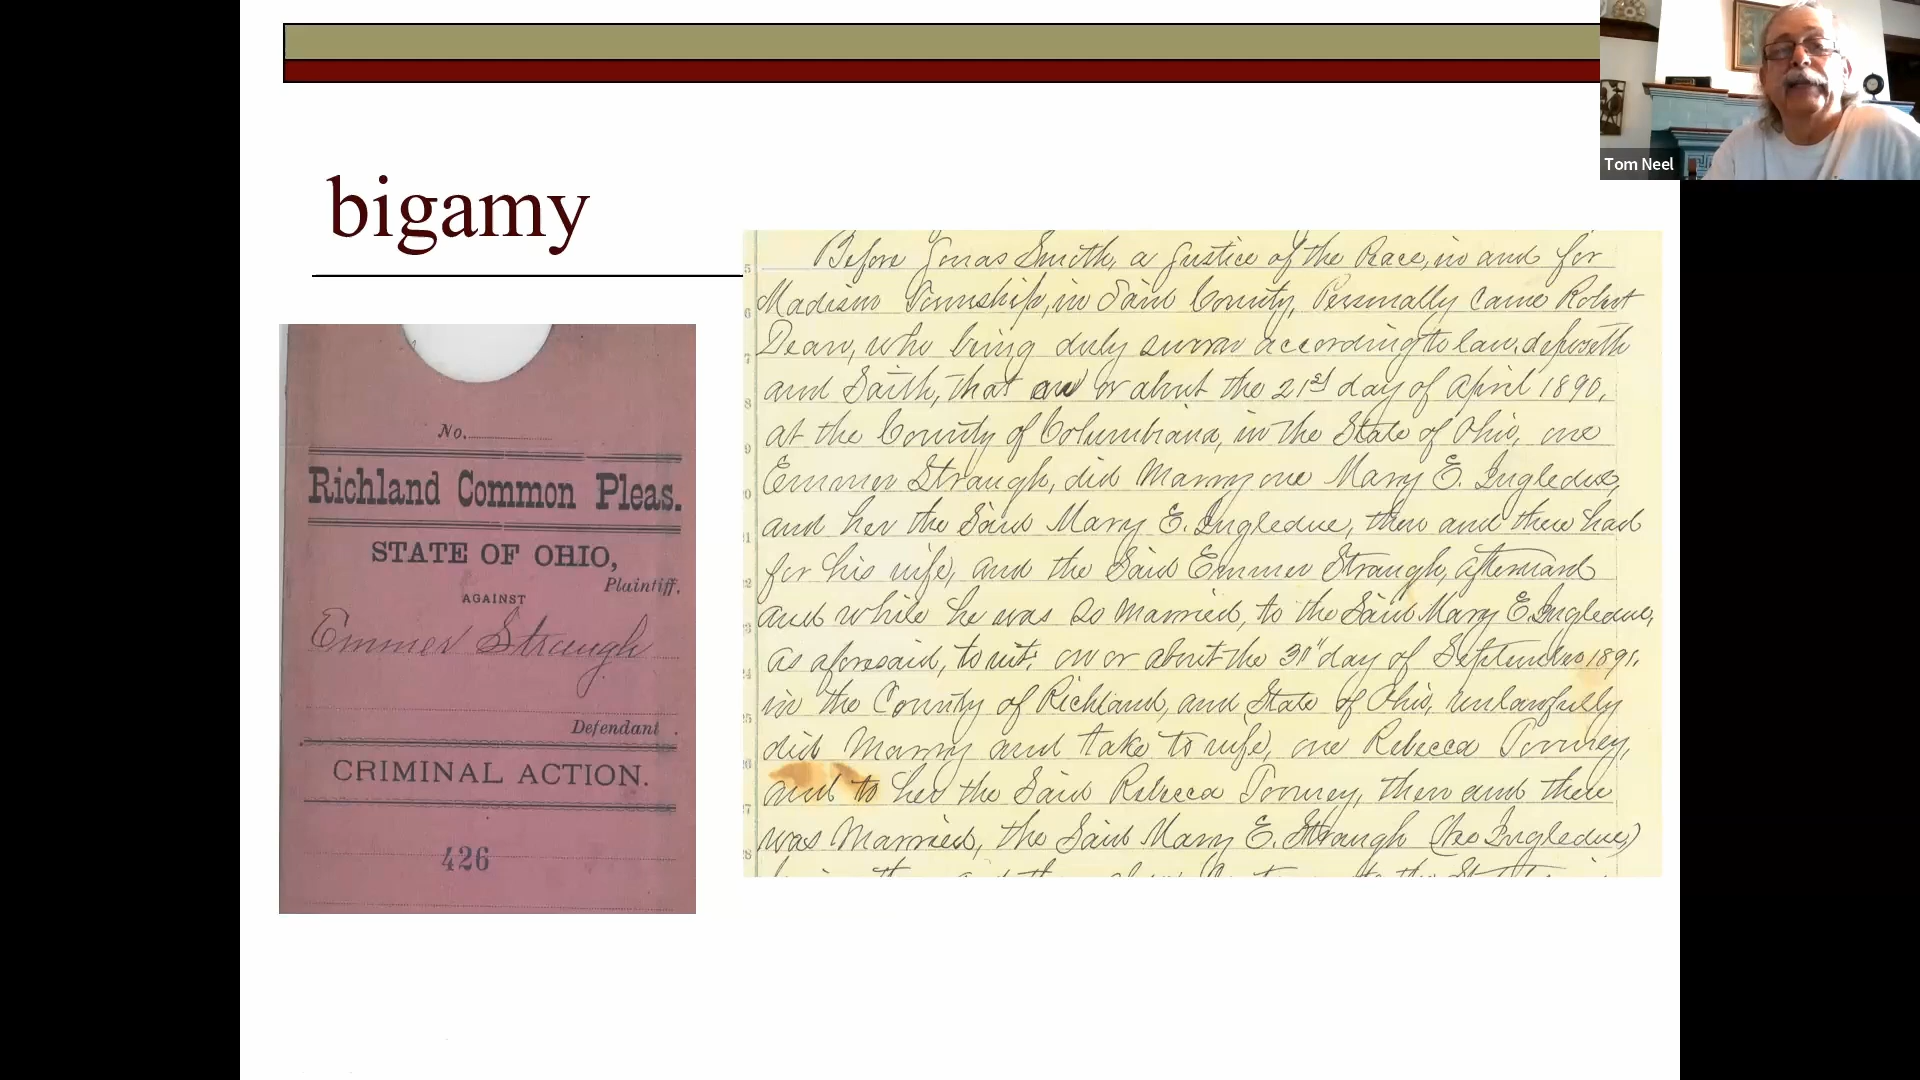 Tom Neel
bigamy
No.
Richland Common Pleas.
STATE OF OHIO,
Plaintiff,
AGAINST
Emmer Straugh
Defendant.
CRIMINAL ACTION.
426
Before Jonas Smith, a Justice of the Peace, in and for
Madison Township, in Said County, Personally Came Robert
Dean, who being duly sworn according to law, deposeth
and Saith, that on or about the 21st day of April 1890,
at the County of Columbiana, in the State of Ohio, one
Emmer Straugh, did Marry one Mary E. Ingledue,
and her the Said Mary E. Ingledue, then and there had
for his wife, and the Said Emmer Straugh, afterward
and while he was so Married, to the Said Mary E. Ingledue,
as aforesaid, to wit: on or about the day of September 1891,
in the County of Richland, and State of Ohio, unlawfully
did Marry and take to wife, one Rebecca
and to her the Said Rebecca then and there
was Married, the Said Mary E. Straugh (nee Ingledue)